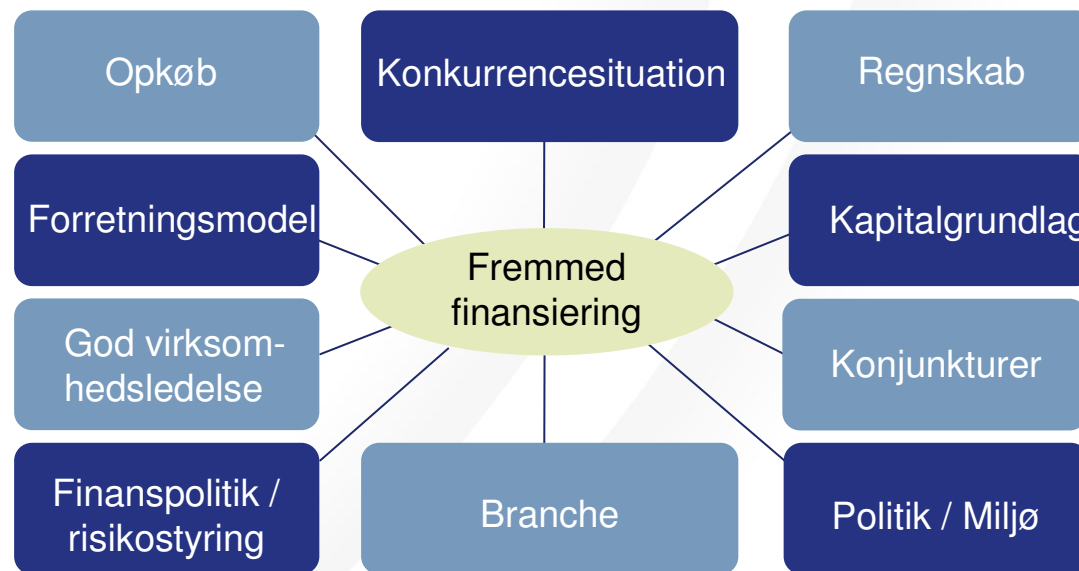 Opkøb
Konkurrencesituation
Regnskab
Forretningsmodel
Kapitalgrundlag
Fremmed
finansiering
God virksom-
hedsledelse
Konjunkturer
Finanspolitik /
risikostyring
Branche
Politik / Miljø